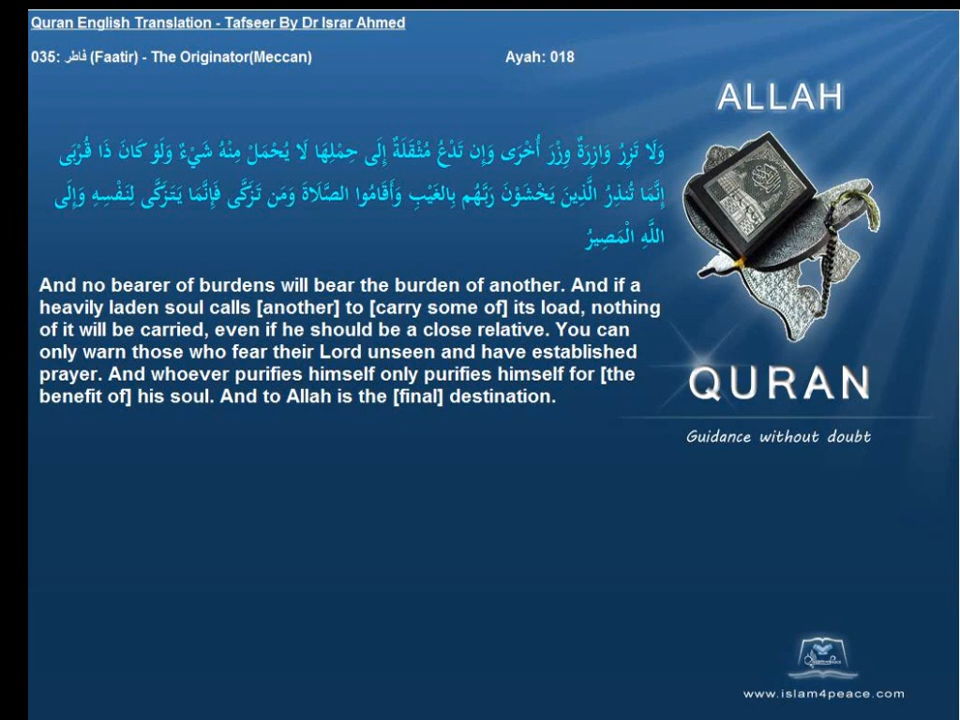 Quran English Translation - Tafseer By Dr Israr Ahmed
035: فاطر (Faatir) - The Originator(Meccan) Ayah: 018
ALLAH
وَلَا تَزِرُ وَازِرَةٌ وِزْرَ أُخْرَى وَإِن تَدْعُ مُثْقَلَةٌ إِلَى حِمْلِهَا لَا يُحْمَلْ مِنْهُ شَيْءٌ وَلَوْ كَانَ ذَا قُرْبَى
إِنَّمَا تُنذِرُ الَّذِينَ يَخْشَوْنَ رَبَّهُم بِالغَيْبِ وَأَقَامُوا الصَّلَاةَ وَمَن تَزَكَّى فَإِنَّمَا يَتَزَكَّى لِنَفْسِهِ وَإِلَى
اللَّهِ الْمَصِيرُ
And no bearer of burdens will bear the burden of another. And if a
heavily laden soul calls [another] to [carry some of] its load, nothing
of it will be carried, even if he should be a close relative. You can
only warn those who fear their Lord unseen and have established
prayer. And whoever purifies himself only purifies himself for [the
benefit of] his soul. And to Allah is the [final] destination.
QURAN
Guidance without doubt
www.islam4peace.com